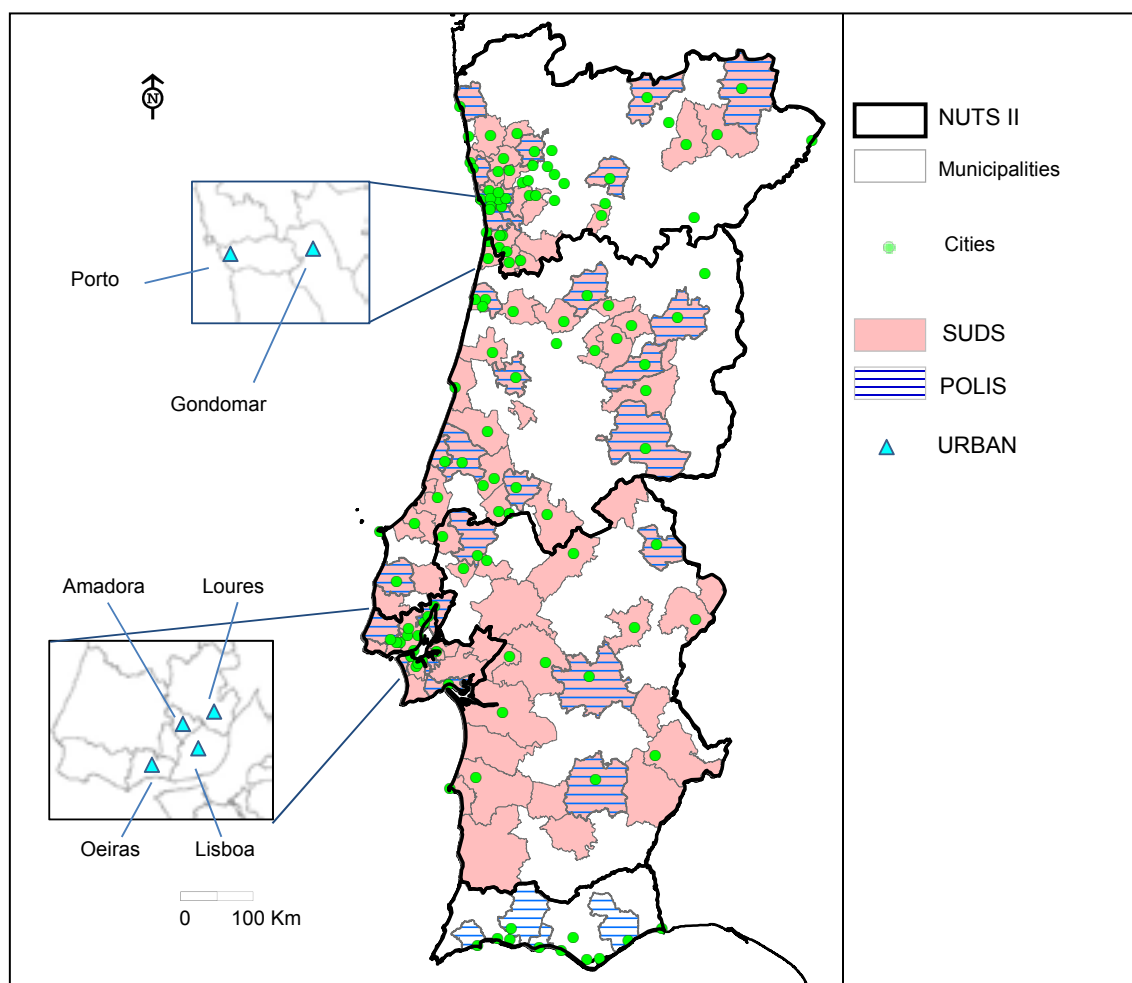 N
Porto
Gondomar
Amadora
Loures
Oeiras
Lisboa
0 100 Km
NUTS II
Municipalities
Cities
SUDS
POLIS
URBAN